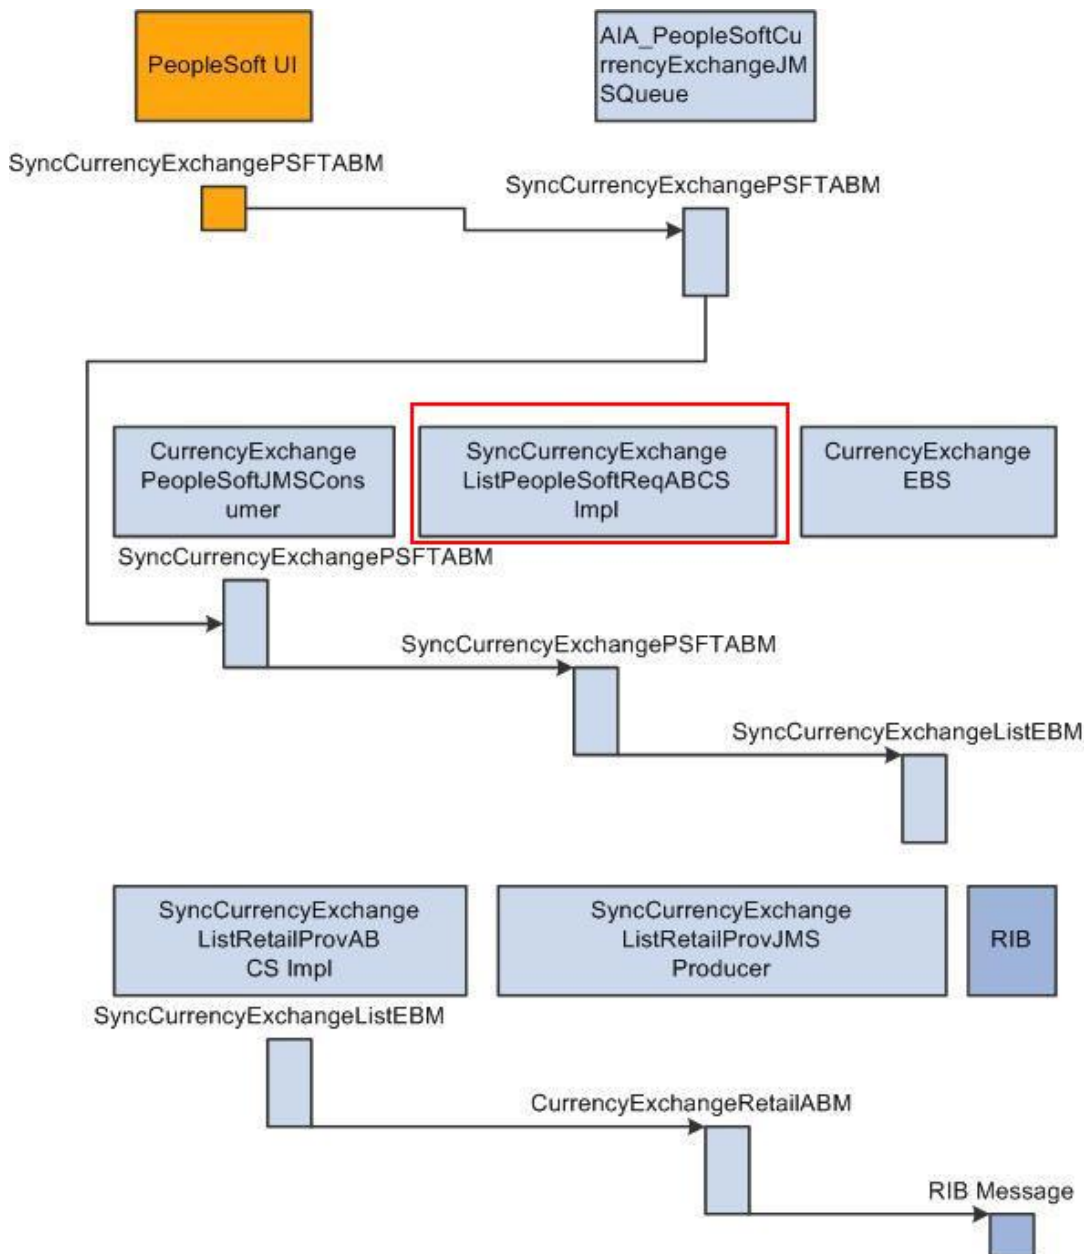 PeopleSoft UI
AIA_PeopleSoftCu
rrencyExchangeJM
SQueue
SyncCurrencyExchangePSFTABM
SyncCurrencyExchangePSFTABM
CurrencyExchange
PeopleSoftJMSCons
umer
SyncCurrencyExchange
ListPeopleSoftReqABCS
Impl
CurrencyExchange
EBS
SyncCurrencyExchangePSFTABM
SyncCurrencyExchangePSFTABM
SyncCurrencyExchangeListEBM
SyncCurrencyExchange
ListRetailProvAB
CS Impl
SyncCurrencyExchange
ListRetailProvJMS
Producer
RIB
SyncCurrencyExchangeListEBM
CurrencyExchangeRetailABM
RIB Message